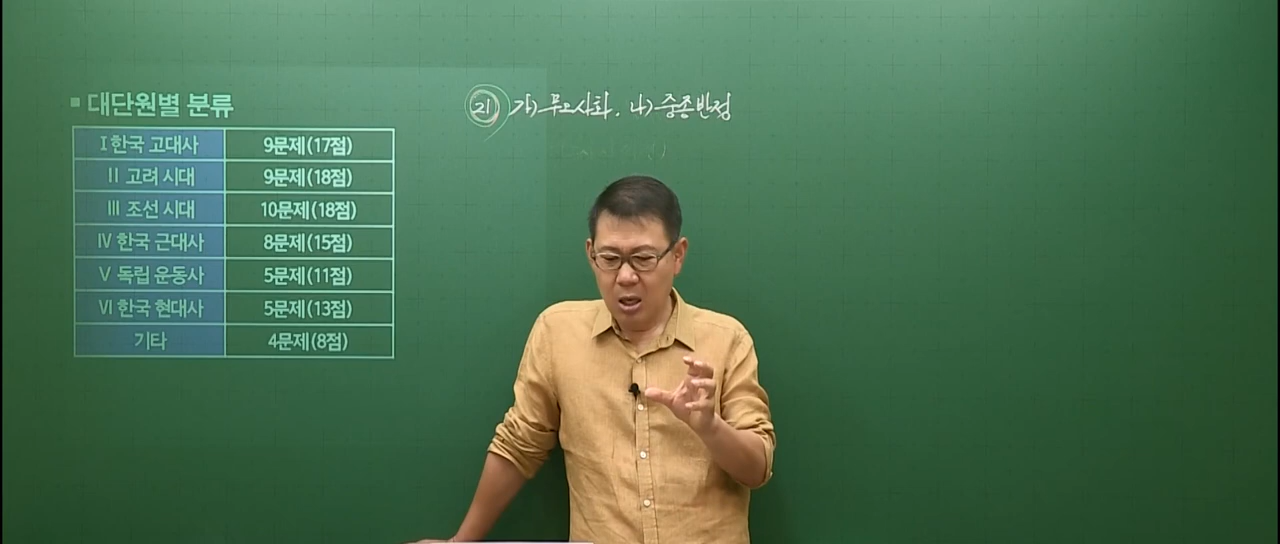 ▪ 대단원별 분류
Ⅰ 한국 고대사 9문제(17점)
Ⅱ 고려 시대 9문제(18점)
Ⅲ 조선 시대 10문제(18점)
Ⅳ 한국 근대사 8문제(15점)
Ⅴ 독립 운동사 5문제(11점)
Ⅵ 한국 현대사 5문제(13점)
기타 4문제(8점)
21 가) 무오사화, 나) 중종반정